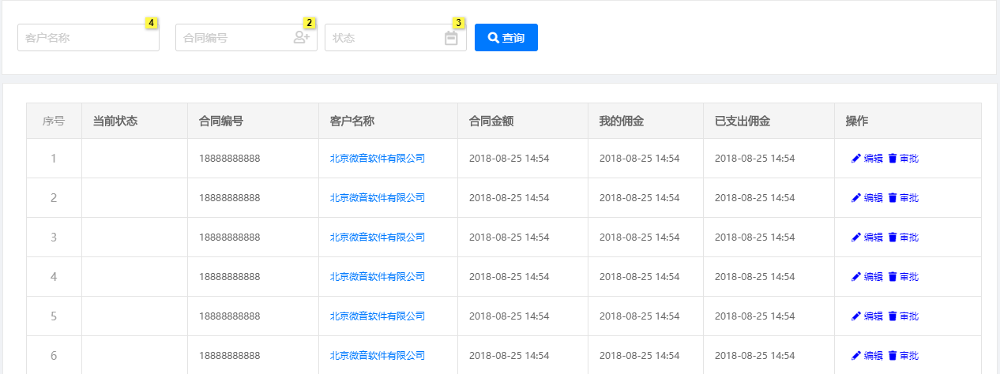 4 2 3
客户名称 合同编号 状态 查询
序号 当前状态 合同编号 客户名称 合同金额 我的佣金 已支出佣金 操作
1 18888888888 北京微音软件有限公司 2018-08-25 14:54 2018-08-25 14:54 2018-08-25 14:54 编辑 审批
2 18888888888 北京微音软件有限公司 2018-08-25 14:54 2018-08-25 14:54 2018-08-25 14:54 编辑 审批
3 18888888888 北京微音软件有限公司 2018-08-25 14:54 2018-08-25 14:54 2018-08-25 14:54 编辑 审批
4 18888888888 北京微音软件有限公司 2018-08-25 14:54 2018-08-25 14:54 2018-08-25 14:54 编辑 审批
5 18888888888 北京微音软件有限公司 2018-08-25 14:54 2018-08-25 14:54 2018-08-25 14:54 编辑 审批
6 18888888888 北京微音软件有限公司 2018-08-25 14:54 2018-08-25 14:54 2018-08-25 14:54 编辑 审批